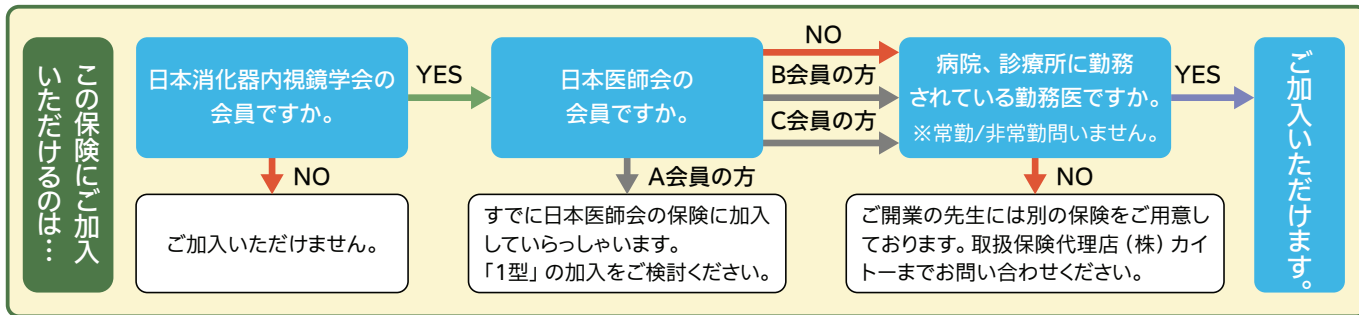 この保険にご加入
いただけるのは…
日本消化器内視鏡学会の
会員ですか。
YES
NO
ご加入いただけません。
日本医師会の
会員ですか。
NO
B会員の方
C会員の方
A会員の方
すでに日本医師会の保険に加入
していらっしゃいます。
「1型」の加入をご検討ください。
病院、診療所に勤務
されている勤務医ですか。
※常勤/非常勤問いません。
YES
NO
ご開業の先生には別の保険をご用意し
ております。取扱保険代理店(株)カイ
トーまでお問い合わせください。
ご加入いただけます。